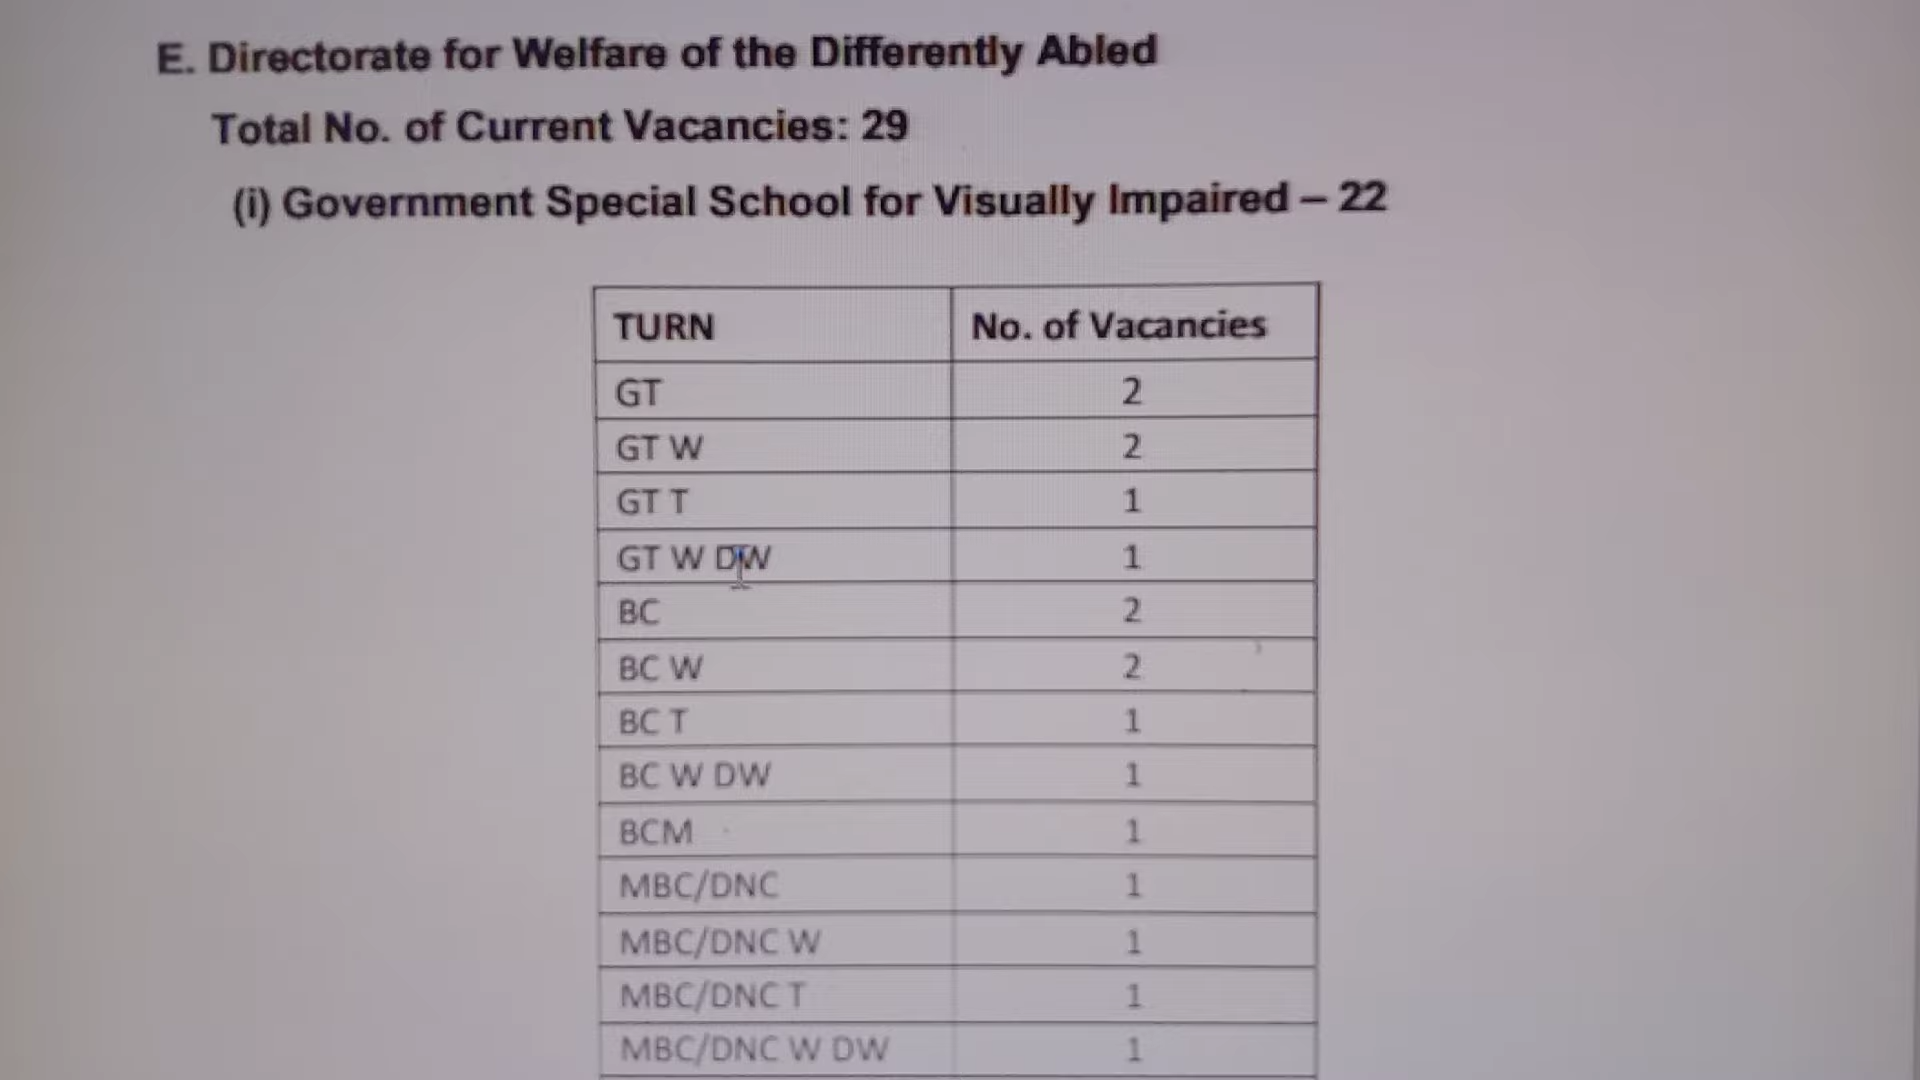 E. Directorate for Welfare of the Differently Abled
Total No. of Current Vacancies: 29
(i) Government Special School for Visually Impaired – 22
TURN No. of Vacancies
GT 2
GT W 2
GT T 1
GT W DW 1
BC 2
BC W 2
BC T 1
BC W DW 1
BCM 1
MBC/DNC 1
MBC/DNC W 1
MBC/DNC T 1
MBC/DNC W DW 1